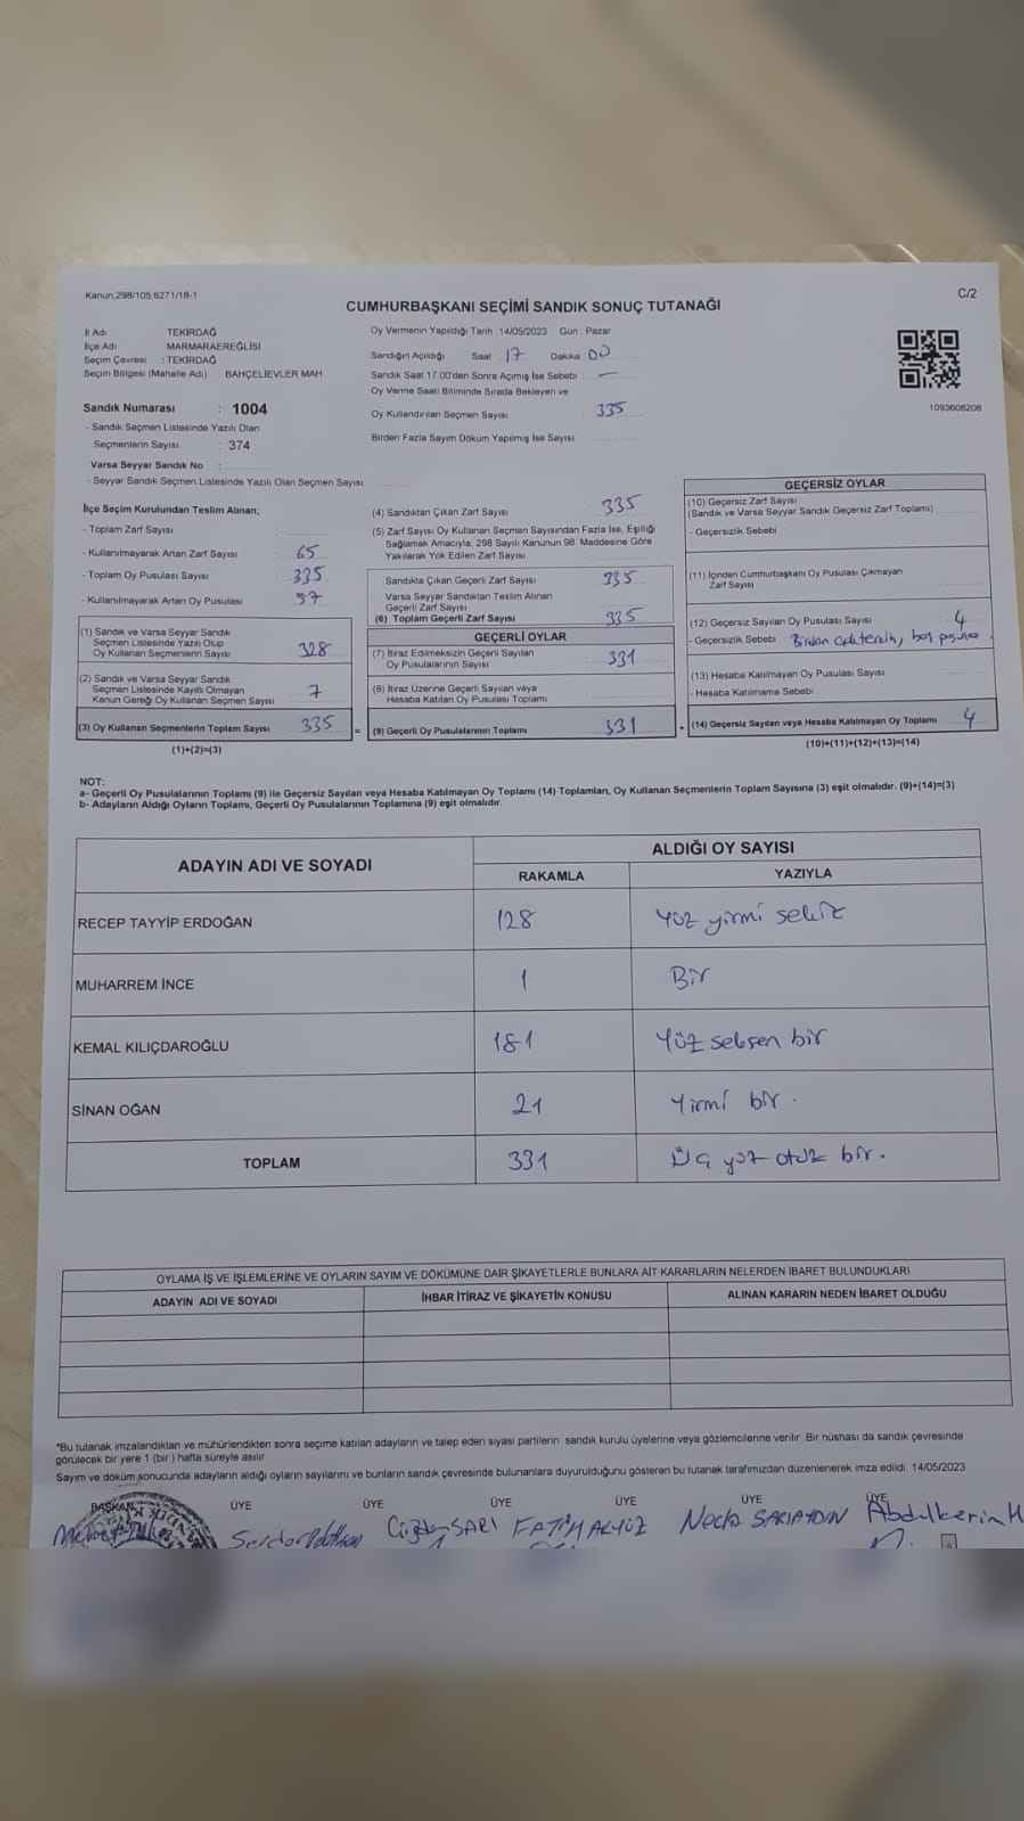 Kanun;298/105,6271/18-1
C/2
CUMHURBAŞKANI SEÇİMİ SANDIK SONUÇ TUTANAĞI
İl Adı TEKİRDAĞ
İlçe Adı MARMARAEREĞLİSİ
Seçim Çevresi : TEKİRDAĞ
Seçim Bölgesi (Mahalle Adı) BAHÇELİEVLER MAH
Sandık Numarası : 1004
- Sandık Seçmen Listesinde Yazılı Olan
Seçmenlerin Sayısı : 374
Varsa Seyyar Sandık No :
- Seyyar Sandık Seçmen Listesinde Yazılı Olan Seçmen Sayısı
Oy Vermenin Yapıldığı Tarih : 14/05/2023 Gün : Pazar
Sandığın Açıldığı Saat 17 Dakika 00
Sandık Saat 17.00'den Sonra Açılmış İse Sebebi : -
Oy Verme Saati Bitiminde Sırada Bekleyen ve
Oy Kullandırılan Seçmen Sayısı 335
Birden Fazla Sayım Döküm Yapılmış İse Sayısı
1093606208
İlçe Seçim Kurulundan Teslim Alınan;
- Toplam Zarf Sayısı
- Kullanılmayarak Artan Zarf Sayısı 65
- Toplam Oy Pusulası Sayısı 335
- Kullanılmayarak Artan Oy Pusulası
(1) Sandık ve Varsa Seyyar Sandık
Seçmen Listesinde Yazılı Olup
Oy Kullanan Seçmenlerin Sayısı 328
(2) Sandık ve Varsa Seyyar Sandık
Seçmen Listesinde Kayıtlı Olmayan
Kanun Gereği Oy Kullanan Seçmen Sayısı 7
(3) Oy Kullanan Seçmenlerin Toplam Sayısı 335
(1)+(2)=(3)
(4) Sandıktan Çıkan Zarf Sayısı 335
(5) Zarf Sayısı Oy Kullanan Seçmen Sayısından Fazla İse, Eşitliği
Sağlamak Amacıyla, 298 Sayılı Kanunun 98. Maddesine Göre
Yakılarak Yok Edilen Zarf Sayısı
Sandıkta Çıkan Geçerli Zarf Sayısı 335
Varsa Seyyar Sandıktan Teslim Alınan
Geçerli Zarf Sayısı
(6) Toplam Geçerli Zarf Sayısı 335
GEÇERLİ OYLAR
(7) İtiraz Edilmeksizin Geçerli Sayılan
Oy Pusulalarının Sayısı 331
(8) İtiraz Üzerine Geçerli Sayılan veya
Hesaba Katılan Oy Pusulası Toplamı
= (9) Geçerli Oy Pusulalarının Toplamı 331
GEÇERSİZ OYLAR
(10) Geçersiz Zarf Sayısı
(Sandık ve Varsa Seyyar Sandık Geçersiz Zarf Toplamı)
- Geçersizlik Sebebi
(11) İçinden Cumhurbaşkanı Oy Pusulası Çıkmayan
Zarf Sayısı
(12) Geçersiz Sayılan Oy Pusulası Sayısı 4
- Geçersizlik Sebebi Birden boş
(13) Hesaba Katılmayan Oy Pusulası Sayısı
- Hesaba Katılmama Sebebi
(14) Geçersiz Sayılan veya Hesaba Katılmayan Oy Toplamı 4
(10)+(11)+(12)+(13)=(14)
NOT:
a- Geçerli Oy Pusulalarının Toplamı (9) ile Geçersiz Sayılan veya Hesaba Katılmayan Oy Toplamı (14) Toplamları, Oy Kullanan Seçmenlerin Toplam Sayısına (3) eşit olmalıdır. (9)+(14)=(3)
b- Adayların Aldığı Oyların Toplamı, Geçerli Oy Pusulalarının Toplamına (9) eşit olmalıdır.
ADAYIN ADI VE SOYADI ALDIĞI OY SAYISI
RAKAMLA YAZIYLA
RECEP TAYYİP ERDOĞAN 128 Yüz yirmi sekiz
MUHARREM İNCE 1 Bir
KEMAL KILIÇDAROĞLU 181 Yüz seksen bir
SİNAN OĞAN 21 Yirmi bir.
TOPLAM 331 Üç yüz otuz bir.
OYLAMA İŞ VE İŞLEMLERİNE VE OYLARIN SAYIM VE DÖKÜMÜNE DAİR ŞİKAYETLERLE BUNLARA AİT KARARLARIN NELERDEN İBARET BULUNDUKLARI
ADAYIN ADI VE SOYADI İHBAR İTİRAZ VE ŞİKAYETİN KONUSU ALINAN KARARIN NEDEN İBARET OLDUĞU
*Bu tutanak imzalandıktan ve mühürlendikten sonra seçime katılan adayların ve talep eden siyasi partilerin sandık kurulu üyelerine veya gözlemcilerine verilir. Bir nüshası da sandık çevresinde
görülecek bir yere 1 (bir ) hafta süreyle asılır.
Sayım ve döküm sonucunda adayların aldığı oyların sayılarını ve bunların sandık çevresinde bulunanlara duyurulduğunu gösteren bu tutanak tarafımızdan düzenlenerek imza edildi. 14/05/2023
BAŞKAN ÜYE ÜYE ÜYE ÜYE ÜYE ÜYE
SARI FATİH AKYÜZ Abdulkerim